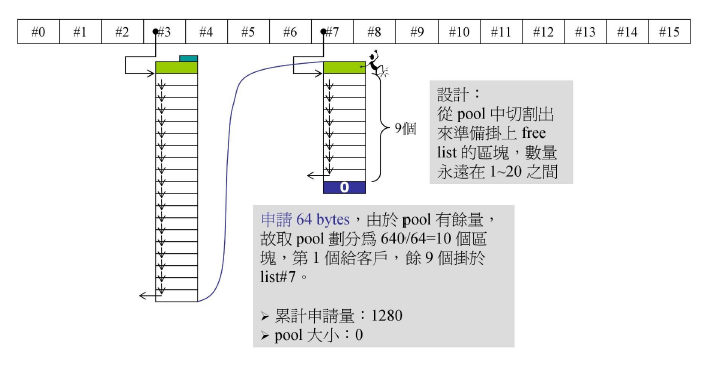 #0 #1 #2 #3 #4 #5 #6 #7 #8 #9 #10 #11 #12 #13 #14 #15
設計：
從 pool 中切割出
來準備掛上 free
list 的區塊，數量
永遠在 1~20 之間
9個
0
申請 64 bytes，由於 pool 有餘量，
故取 pool 劃分為 640/64=10 個區
塊，第 1 個給客戶，餘 9 個掛於
list#7。
➢ 累計申請量：1280
➢ pool 大小：0